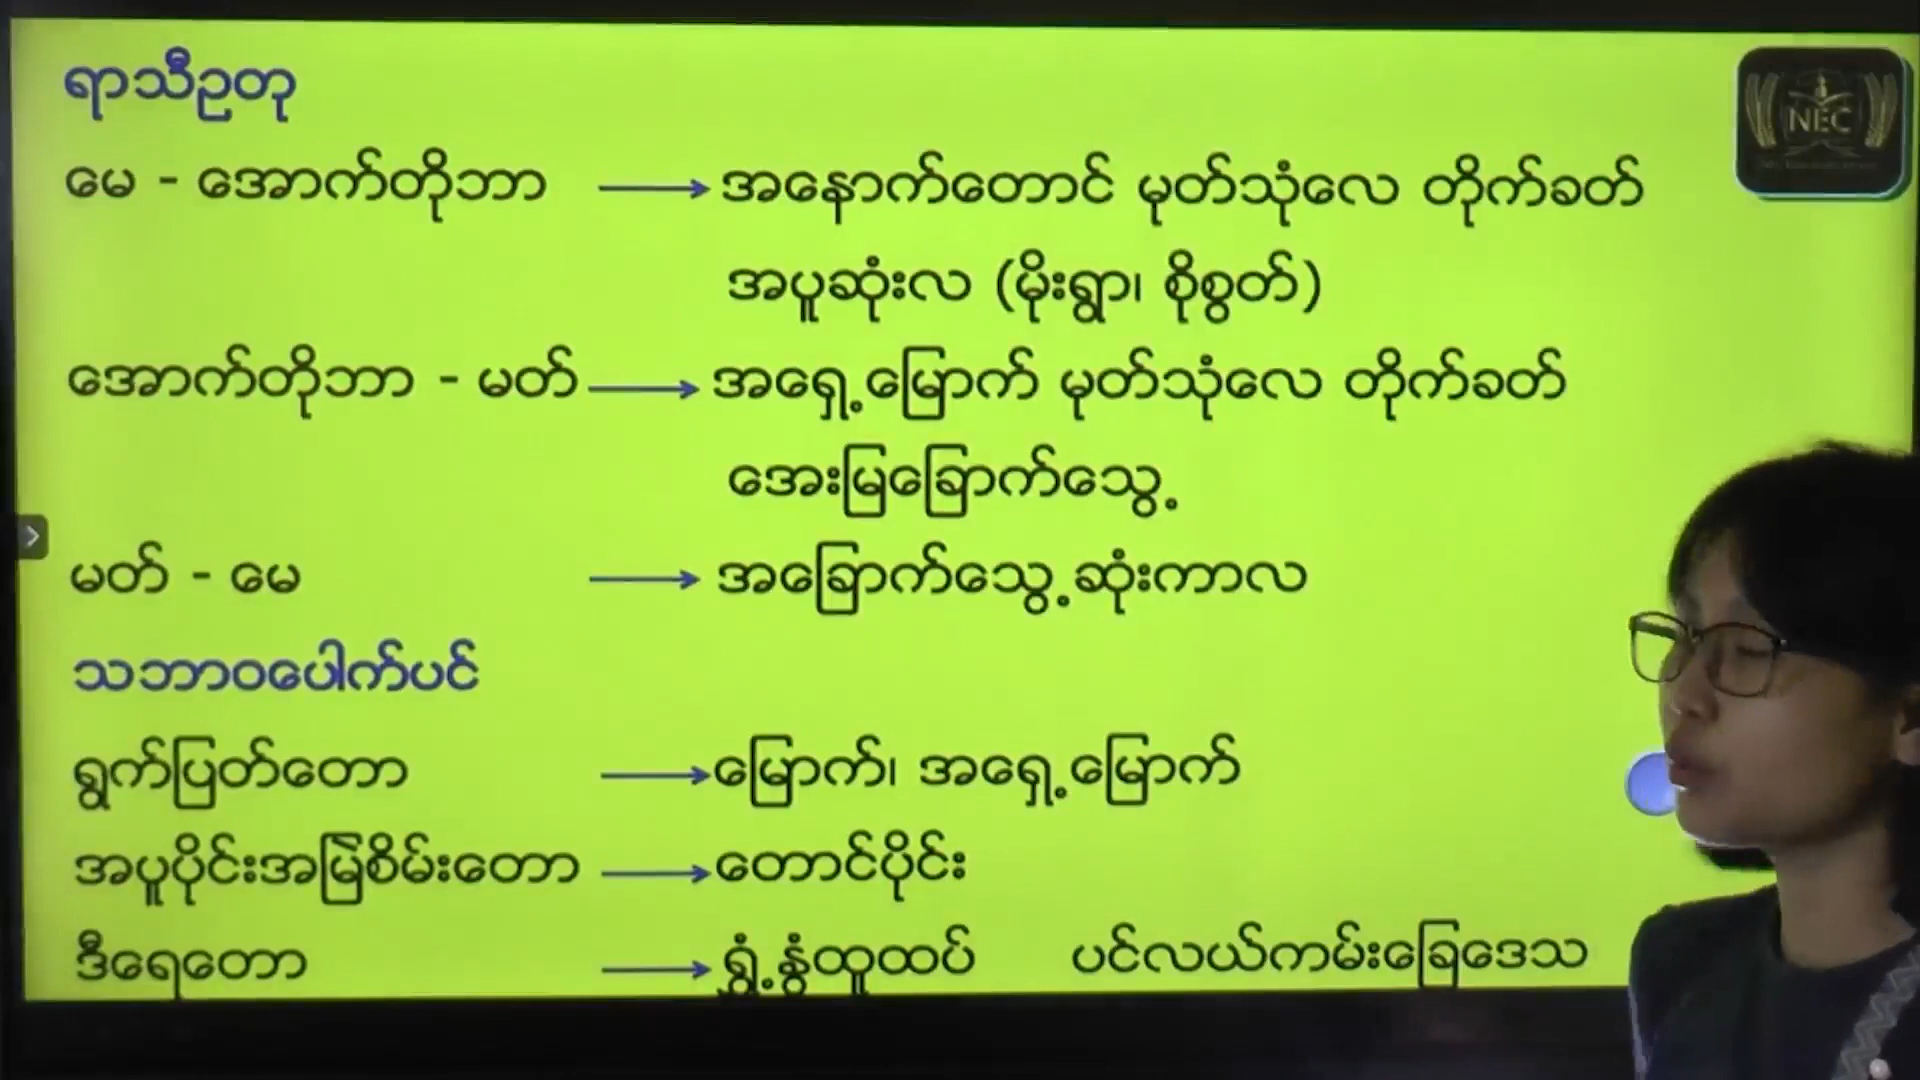 ရာသီဥတု
NEC
မေ - အောက်တိုဘာ → အနောက်တောင် မုတ်သုံလေ တိုက်ခတ်
အပူဆုံးလ (မိုးရွာ၊ စိုစွတ်)
အောက်တိုဘာ - မတ် → အရှေ့မြောက် မုတ်သုံလေ တိုက်ခတ်
အေးမြခြောက်သွေ့
မတ် - မေ → အခြောက်သွေ့ဆုံးကာလ
သဘာဝပေါက်ပင်
ရွက်ပြတ်တော → မြောက်၊ အရှေ့မြောက်
အပူပိုင်းအမြဲစိမ်းတော → တောင်ပိုင်း
ဒီရေတော → ရွှံ့နွံထူထပ် ပင်လယ်ကမ်းခြေဒေသ